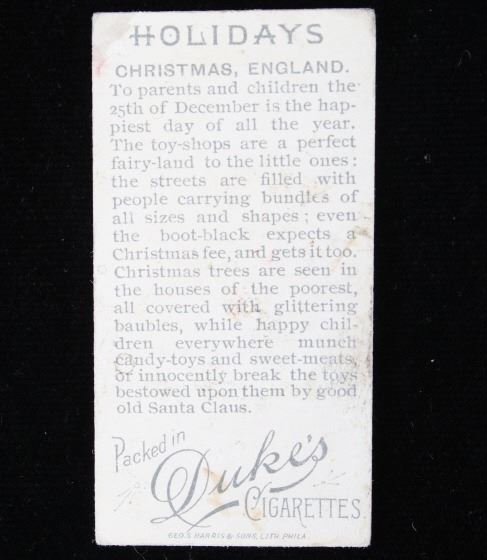 HOLIDAYS
CHRISTMAS, ENGLAND.
To parents and children the
25th of December is the hap-
piest day of all the year.
The toy-shops are a perfect
fairy-land to the little ones:
the streets are filled with
people carrying bundles of
all sizes and shapes; even
the boot-black expects a
Christmas fee, and gets it too.
Christmas trees are seen in
the houses of the poorest,
all covered with glittering
baubles, while happy chil-
dren everywhere munch
candy-toys and sweet-meats,
or innocently break the toys
bestowed upon them by good
old Santa Claus.
Packed in
Duke's
CIGARETTES
GEO. S. HARRIS & SONS, LITH. PHILA.